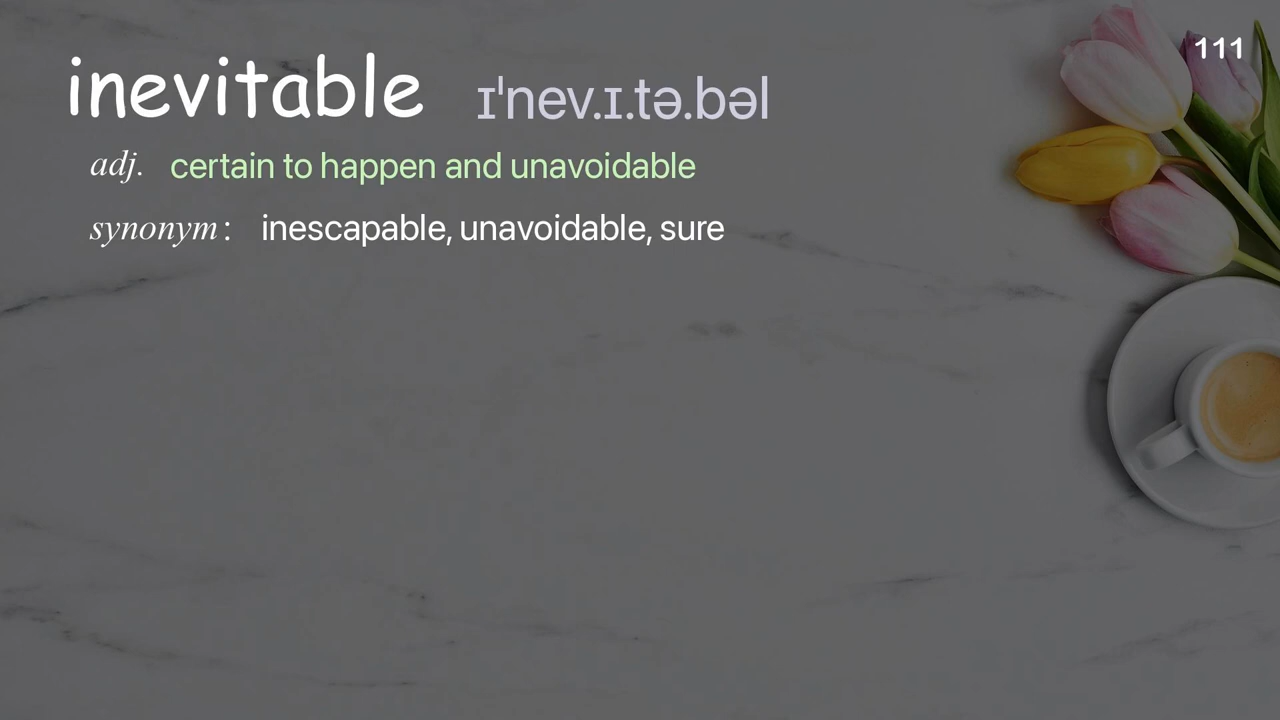 111
inevitable ɪˈnev.ɪ.tə.bəl
adj. certain to happen and unavoidable
synonym: inescapable, unavoidable, sure